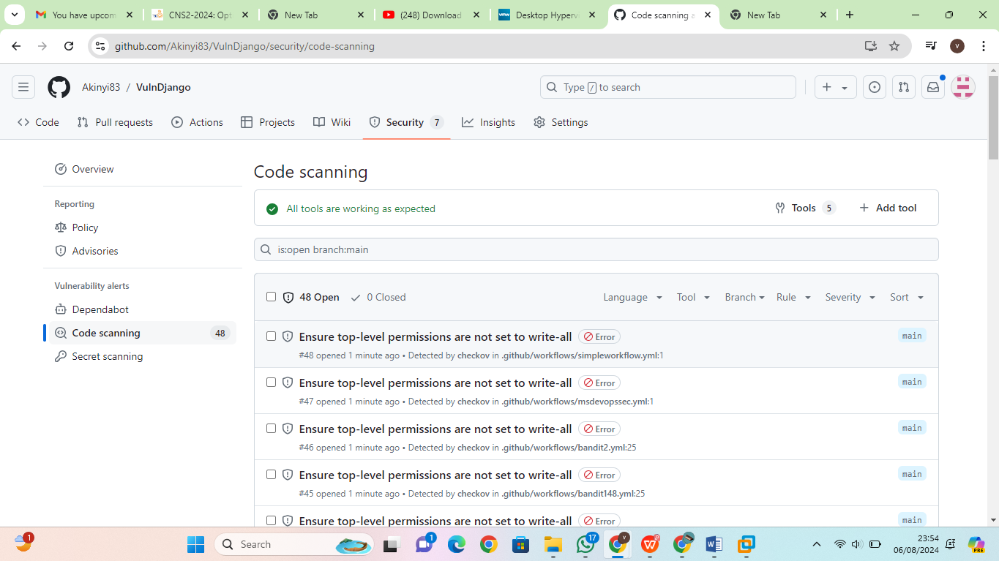 You have upcom
CNS2-2024: Opt
New Tab
(248) Download
vmw
Desktop Hyperv
Code scanning a
New Tab
github.com/Akinyi83/VulnDjango/security/code-scanning
V
Akinyi83 / VulnDjango
Type / to search
Code
Pull requests
Actions
Projects
Wiki
Security 7
Insights
Settings
Overview
Reporting
Policy
Advisories
Vulnerability alerts
Dependabot
Code scanning 48
Secret scanning
Code scanning
All tools are working as expected
Tools 5
Add tool
is:open branch:main
48 Open
0 Closed
Language
Tool
Branch
Rule
Severity
Sort
Ensure top-level permissions are not set to write-all Error
main
#48 opened 1 minute ago • Detected by checkov in .github/workflows/simpleworkflow.yml:1
Ensure top-level permissions are not set to write-all Error
main
#47 opened 1 minute ago • Detected by checkov in .github/workflows/msdevopssec.yml:1
Ensure top-level permissions are not set to write-all Error
main
#46 opened 1 minute ago • Detected by checkov in .github/workflows/bandit2.yml:25
Ensure top-level permissions are not set to write-all Error
main
#45 opened 1 minute ago • Detected by checkov in .github/workflows/bandit148.yml:25
Ensure top-level permissions are not set to write-all Error
main
1
Search
1
17
V
PRE
23:54
06/08/2024